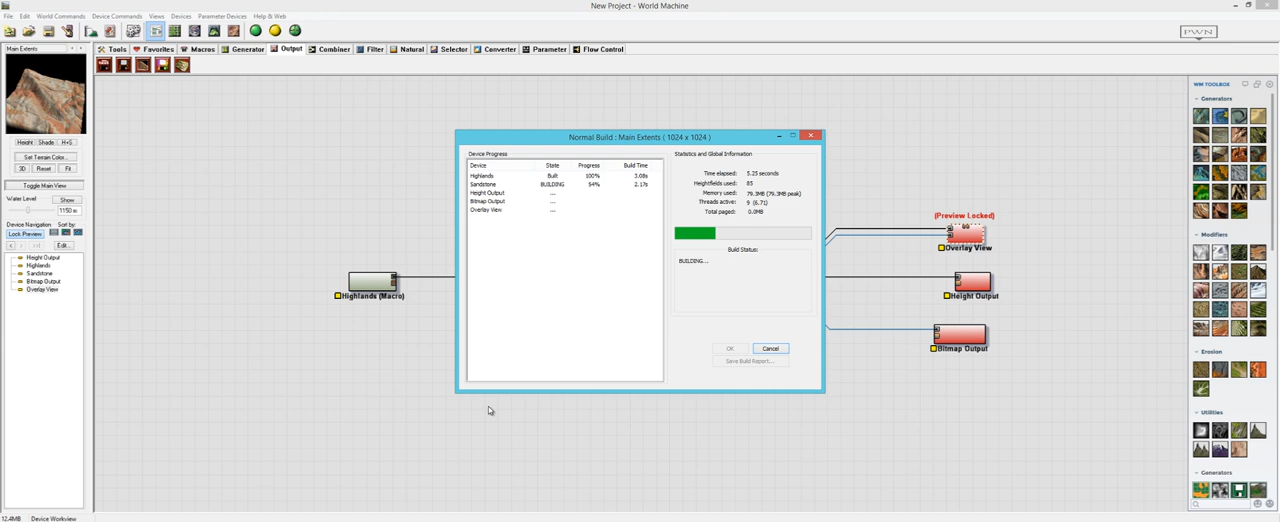 New Project - World Machine
File Edit World Commands Device Commands Views Devices Parameter Devices Help & Web
PWN
Main Extents
Tools Favorites Macros Generator Output Combiner Filter Natural Selector Converter Parameter Flow Control
Height Shade H+S
Set Terrain Color...
3D Reset Fit
Toggle Main View
Water Level Show
1150 m
Device Navigation Sort by:
Lock Preview
Edit...
Height Output
Highlands
Sandstone
Bitmap Output
Overlay View
Highlands (Macro)
Normal Build : Main Extents ( 1024 x 1024 )
Device Progress
Device State Progress Build Time
Highlands Built 100% 3.08s
Sandstone BUILDING 54% 2.17s
Height Output ...
Bitmap Output ...
Overlay View ...
Statistics and Global Information
Time elapsed: 5.25 seconds
Heightfields used: 85
Memory used: 79.3MB (79.3MB peak)
Threads active: 9 (6.71)
Total paged: 0.0MB
Build Status:
BUILDING...
OK Cancel
Save Build Report...
(Preview Locked)
Overlay View
Height Output
Bitmap Output
WM TOOLBOX
Generators
Modifiers
Erosion
Utilities
Generators
12.4MB Device Workview